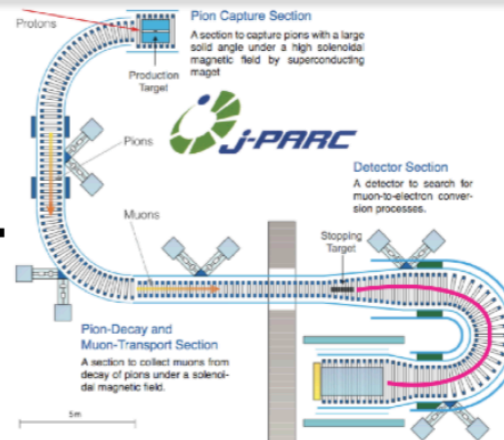 Protons
Pion Capture Section
A section to capture pions with a large
solid angle under a high solenoidal
magnetic field by superconducting
maget
Production
Target
j-PARC
Pions
Detector Section
A detector to search for
muon-to-electron conver-
sion processes.
Muons
Stopping
Target
Pion-Decay and
Muon-Transport Section
A section to collect muons from
decay of pions under a solenoi-
dal magnetic field.
5m